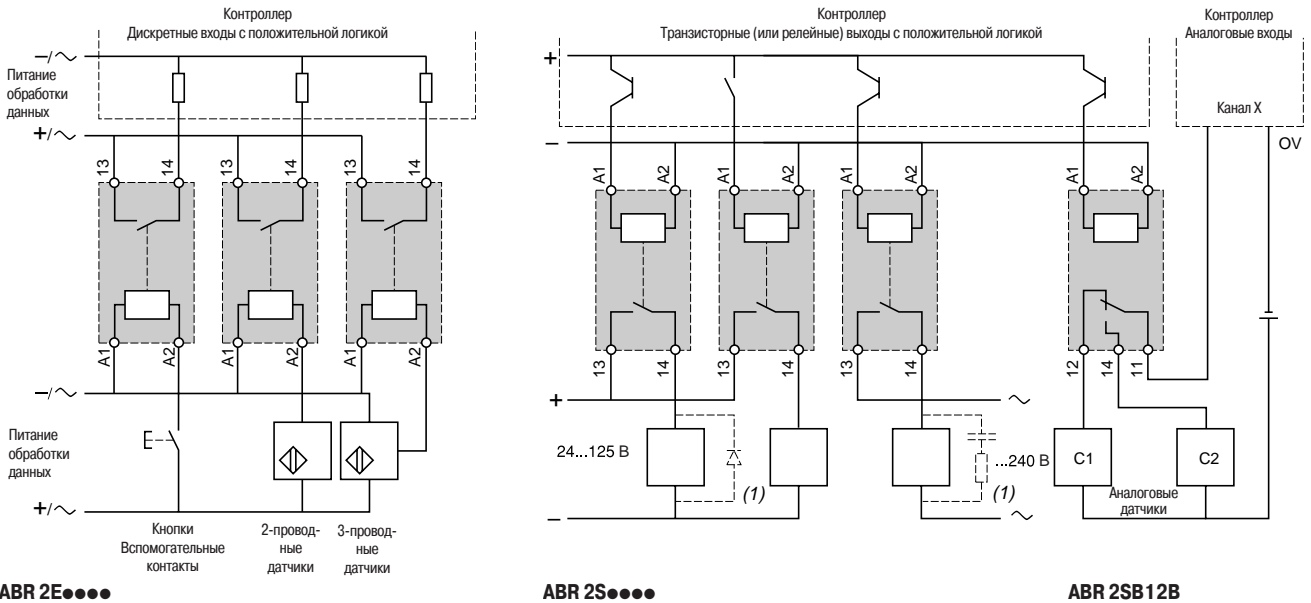 Контроллер
Дискретные входы с положительной логикой
−/~
Питание
обработки
данных
+/~
13
14
13
14
13
14
A1
A2
A1
A2
A1
A2
−/~
Питание
обработки
данных
+/~
Кнопки
Вспомогательные
контакты
2-провод-
ные
датчики
3-провод-
ные
датчики
ABR 2E●●●●
Контроллер
Транзисторные (или релейные) выходы с положительной логикой
+
−
A1
A2
A1
A2
A1
A2
A1
A2
13
14
13
14
13
14
12
14
11
+
~
24...125 В
(1)
...240 В
(1)
−
~
ABR 2S●●●●
Контроллер
Аналоговые входы
Канал X
OV
C1
C2
Аналоговые
датчики
ABR 2SB12B